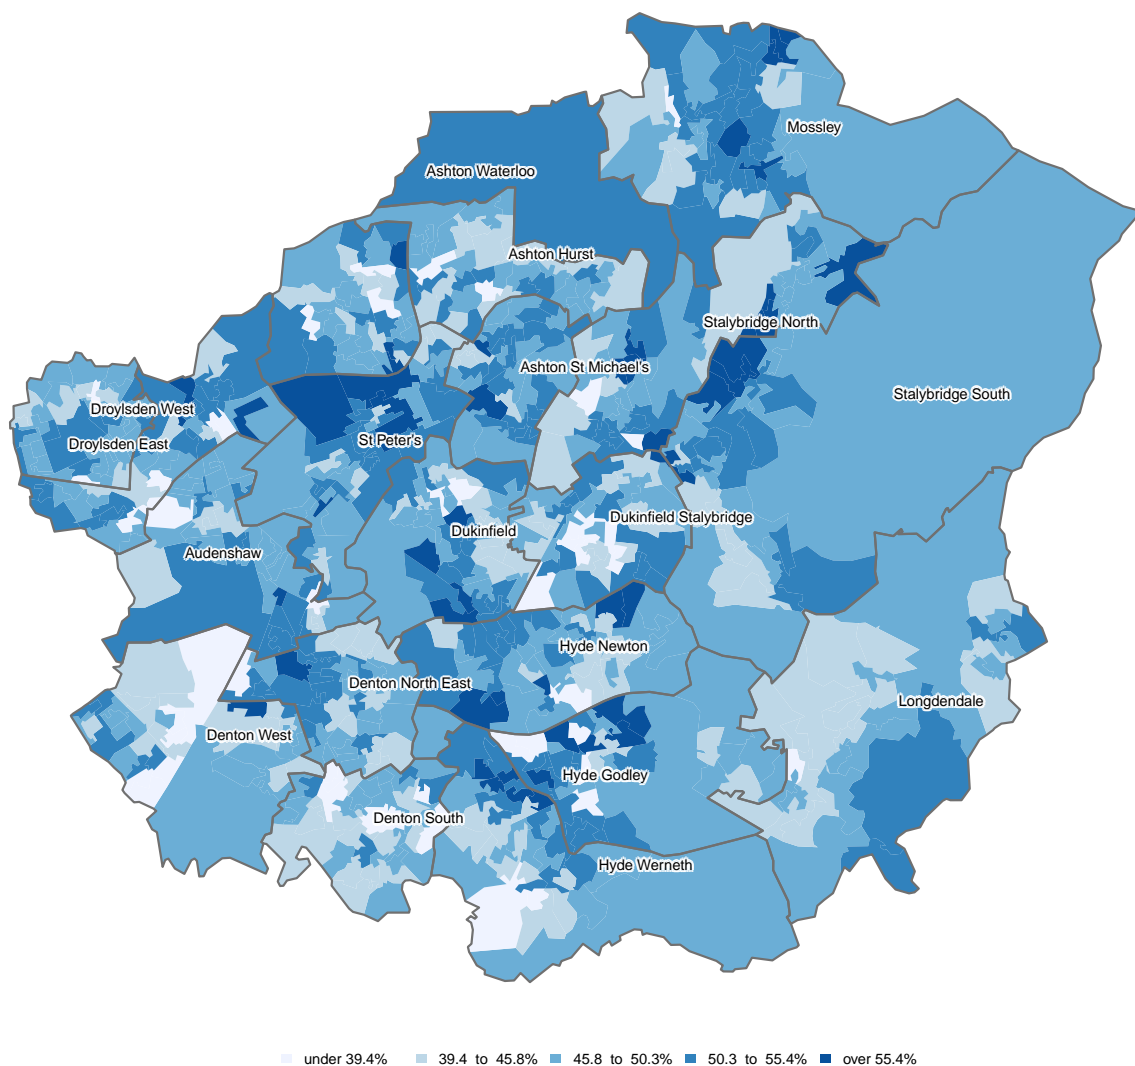 Mossley
Ashton Waterloo
Ashton Hurst
Stalybridge North
Ashton St Michael's
Stalybridge South
Droylsden West
St Peter's
Droylsden East
Dukinfield Stalybridge
Dukinfield
Audenshaw
Hyde Newton
Denton North East
Longdendale
Denton West
Hyde Godley
Denton South
Hyde Werneth
under 39.4% 39.4 to 45.8% 45.8 to 50.3% 50.3 to 55.4% over 55.4%